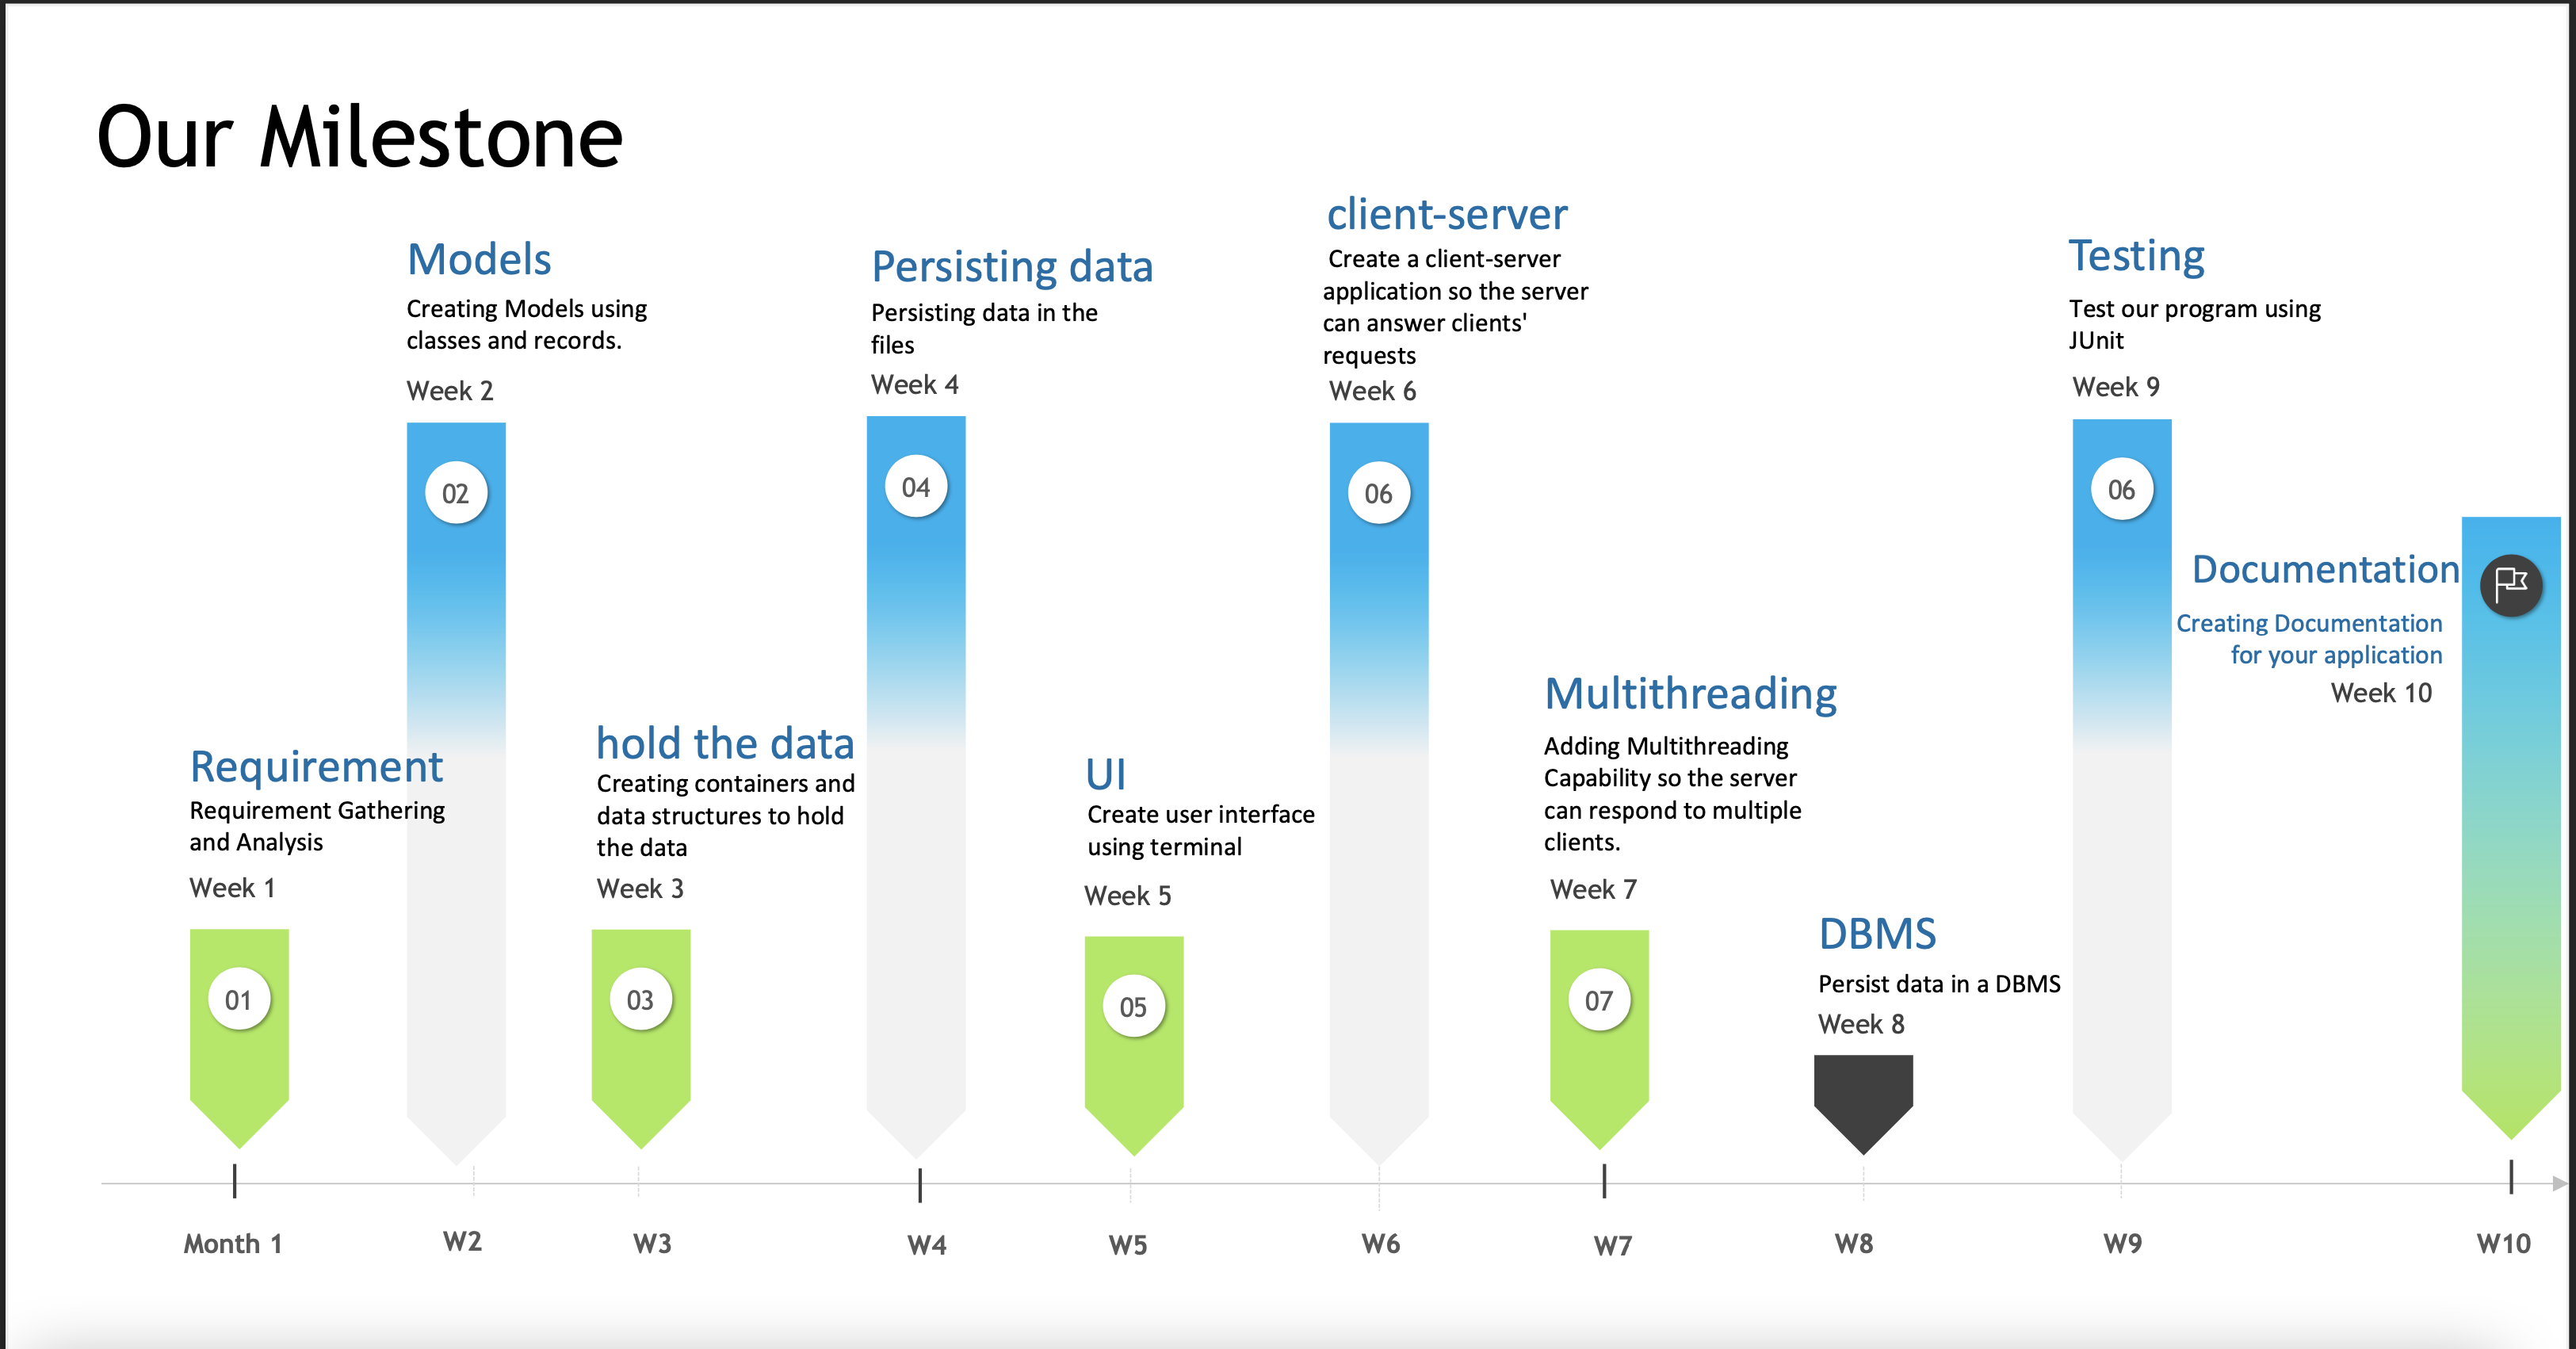 Our Milestone
Requirement
Requirement Gathering
and Analysis
Week 1
01
Models
Creating Models using
classes and records.
Week 2
02
hold the data
Creating containers and
data structures to hold
the data
Week 3
03
Persisting data
Persisting data in the
files
Week 4
04
UI
Create user interface
using terminal
Week 5
05
client-server
Create a client-server
application so the server
can answer clients'
requests
Week 6
06
Multithreading
Adding Multithreading
Capability so the server
can respond to multiple
clients.
Week 7
07
DBMS
Persist data in a DBMS
Week 8
Testing
Test our program using
JUnit
Week 9
06
Documentation
Creating Documentation
for your application
Week 10
Month 1
W2
W3
W4
W5
W6
W7
W8
W9
W10